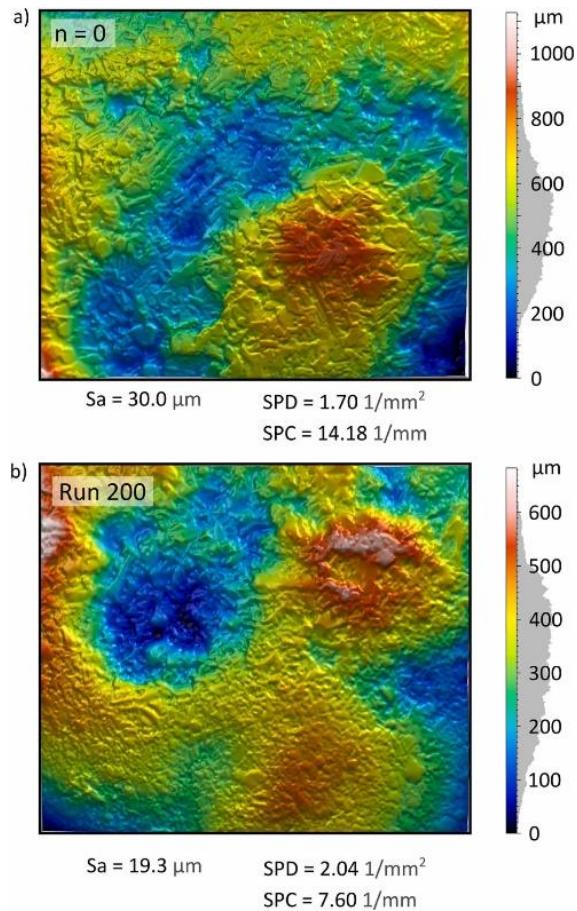 a)
n = 0
µm
1000
800
600
400
200
0
Sa = 30.0 µm
SPD = 1.70 1/mm²
SPC = 14.18 1/mm
b)
Run 200
µm
600
500
400
300
200
100
0
Sa = 19.3 µm
SPD = 2.04 1/mm²
SPC = 7.60 1/mm